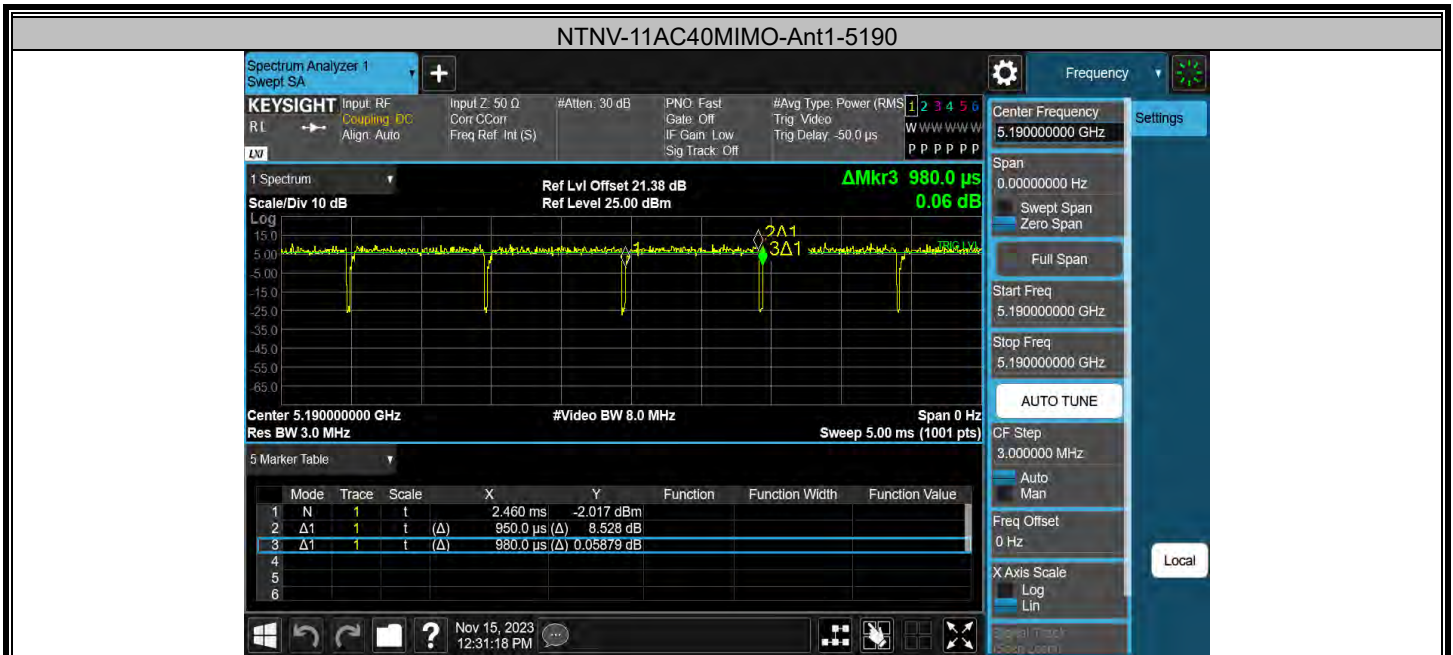 NTNV-11AC40MIMO-Ant1-5190
Spectrum Analyzer 1
Swept SA
Frequency
KEYSIGHT
RL
LXI
Input: RF
Coupling: DC
Align: Auto
Input Z: 50 Ω
Corr CCorr
Freq Ref: Int (S)
#Atten: 30 dB
PNO: Fast
Gate: Off
IF Gain: Low
Sig Track: Off
#Avg Type: Power (RMS
Trig: Video
Trig Delay: -50.0 µs
1 2 3 4 5 6
W W W W W W
P P P P P P
1 Spectrum
Scale/Div 10 dB
Ref Lvl Offset 21.38 dB
Ref Level 25.00 dBm
ΔMkr3 980.0 µs
0.06 dB
Log
15.0
5.00
-5.00
-15.0
-25.0
-35.0
-45.0
-55.0
-65.0
1
2Δ1
3Δ1
TRIG LVL
Center 5.190000000 GHz
#Video BW 8.0 MHz
Span 0 Hz
Res BW 3.0 MHz
Sweep 5.00 ms (1001 pts)
5 Marker Table
Mode Trace Scale X Y Function Function Width Function Value
1 N 1 t 2.460 ms -2.017 dBm
2 Δ1 1 t (Δ) 950.0 µs (Δ) 8.528 dB
3 Δ1 1 t (Δ) 980.0 µs (Δ) 0.05879 dB
4
5
6
?
Nov 15, 2023
12:31:18 PM
Center Frequency
5.190000000 GHz
Settings
Span
0.00000000 Hz
Swept Span
Zero Span
Full Span
Start Freq
5.190000000 GHz
Stop Freq
5.190000000 GHz
AUTO TUNE
CF Step
3.000000 MHz
Auto
Man
Freq Offset
0 Hz
X Axis Scale
Log
Lin
Local
Signal Track
(Span Zoom)